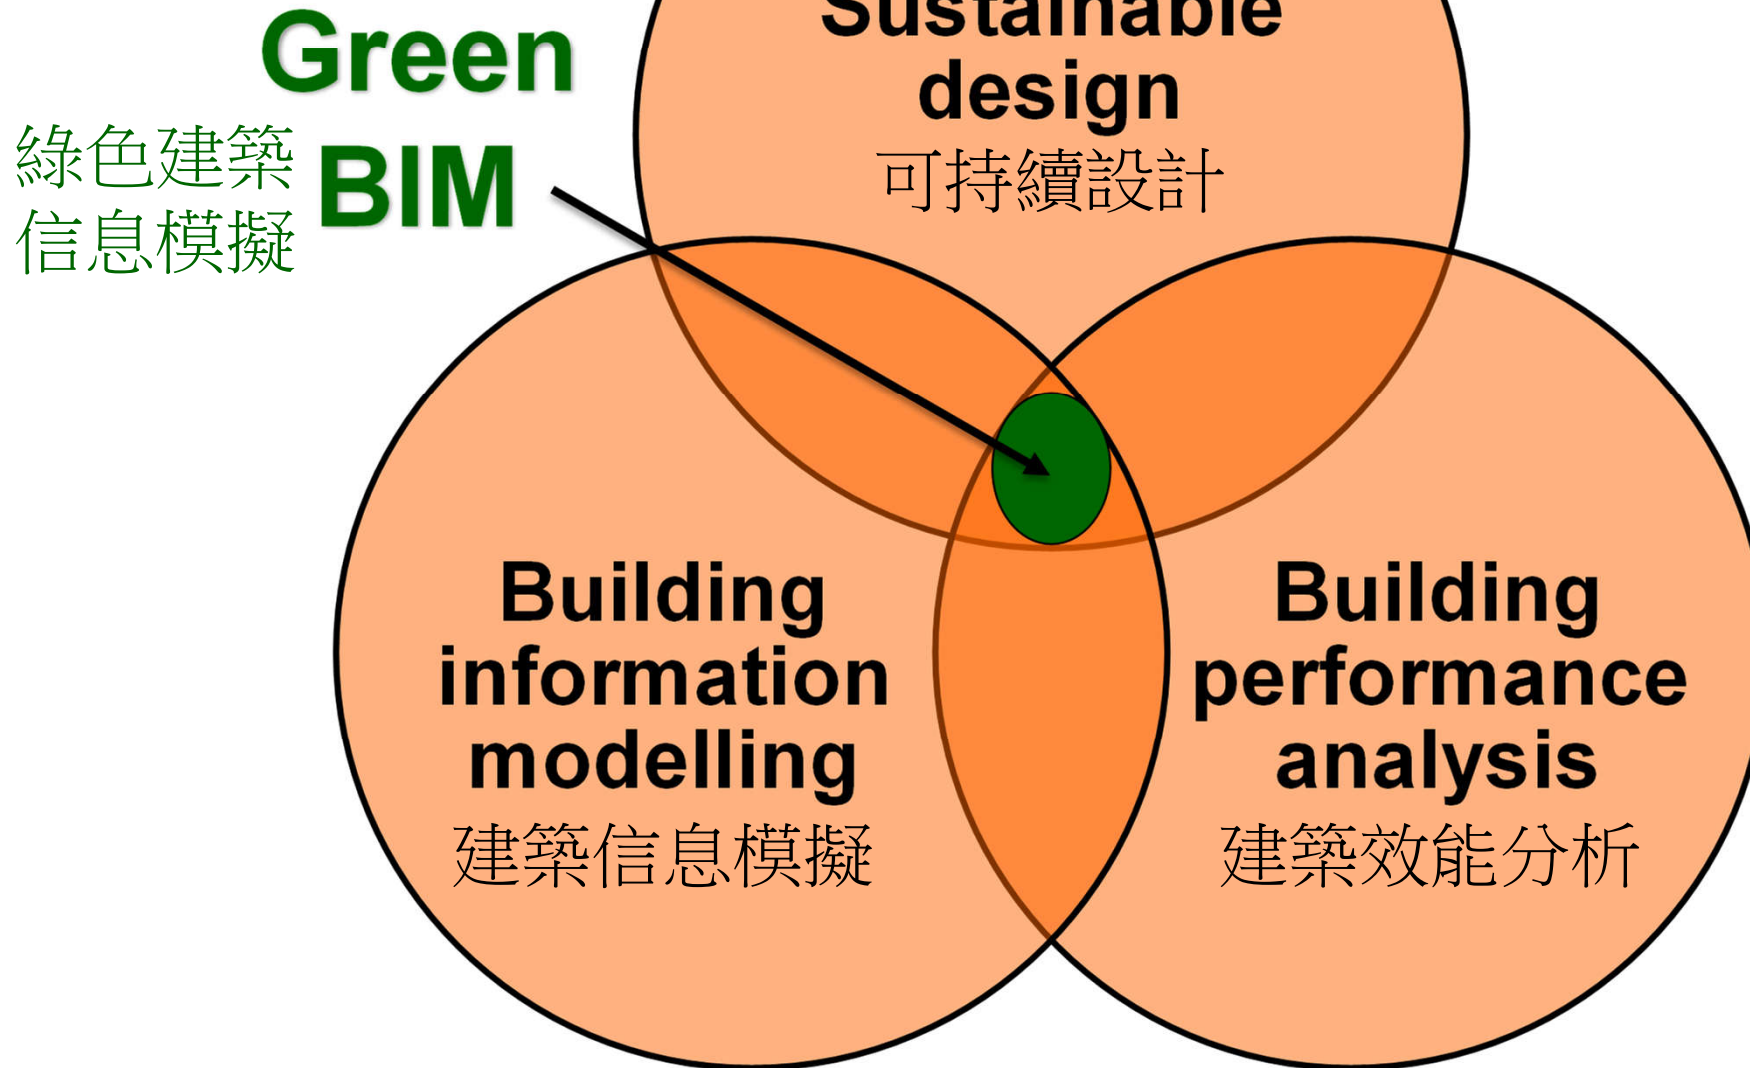 Green
BIM
綠色建築
信息模擬
Sustainable
design
可持續設計
Building
information
modelling
建築信息模擬
Building
performance
analysis
建築效能分析